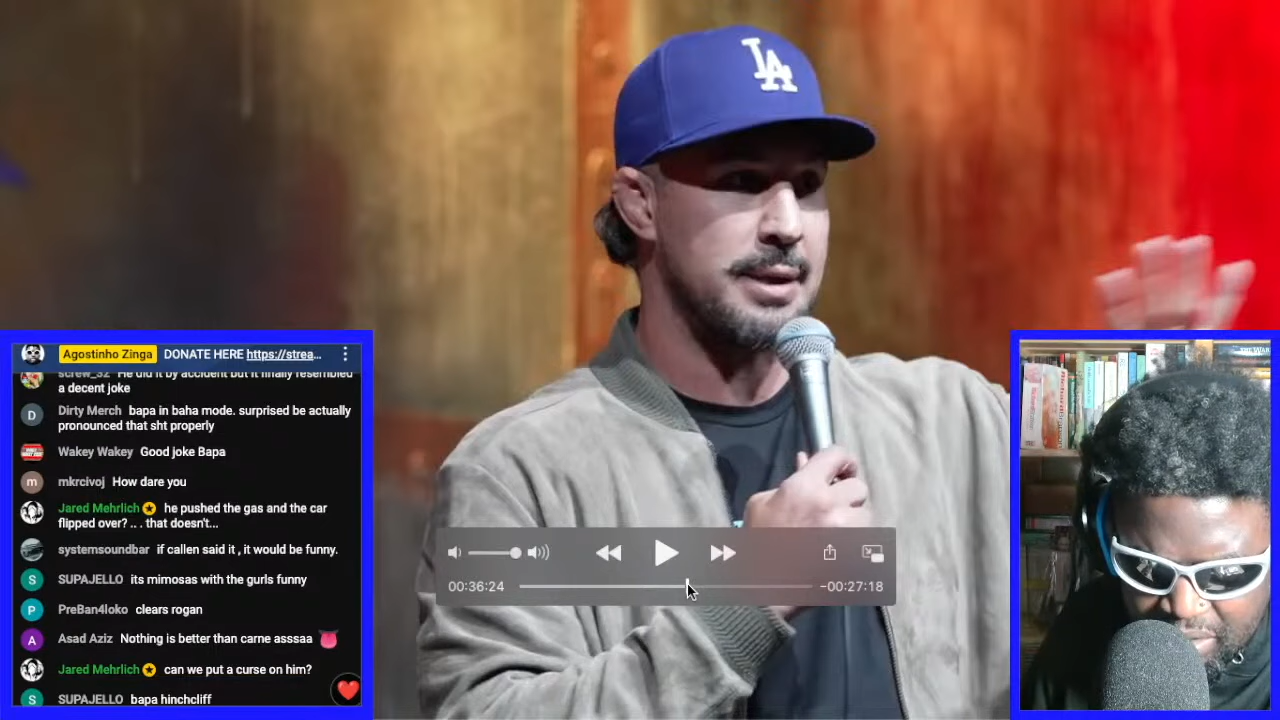 LA
Agostinho Zinga DONATE HERE https://strea...
screw_32 He did it by accident but it finally resembled
a decent joke
D Dirty Merch bapa in baha mode. surprised be actually
pronounced that sht properly
Wakey Wakey Good joke Bapa
m mkrcivoj How dare you
Jared Mehrlich he pushed the gas and the car
flipped over? .. . that doesn't...
systemsoundbar if callen said it , it would be funny.
S SUPAJELLO its mimosas with the gurls funny
P PreBan4loko clears rogan
A Asad Aziz Nothing is better than carne asssaa
Jared Mehrlich can we put a curse on him?
S SUPAJELLO bapa hinchcliff
00:36:24
-00:27:18